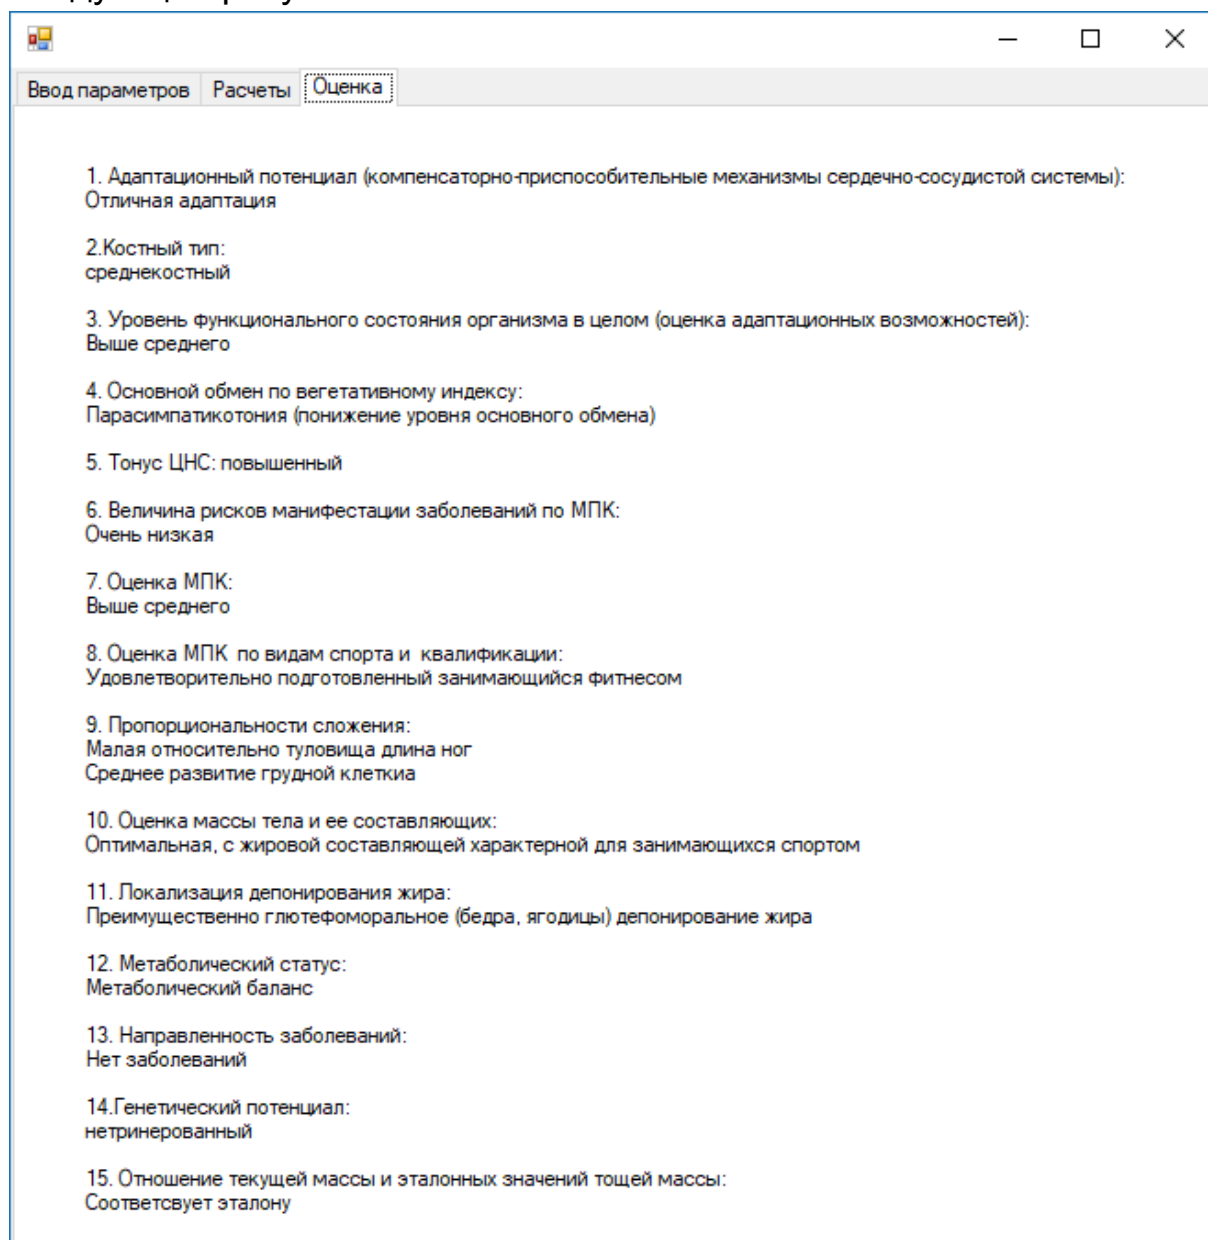 Ввод параметров Расчеты Оценка
1. Адаптационный потенциал (компенсаторно-приспособительные механизмы сердечно-сосудистой системы):
Отличная адаптация
2.Костный тип:
среднекостный
3. Уровень функционального состояния организма в целом (оценка адаптационных возможностей):
Выше среднего
4. Основной обмен по вегетативному индексу:
Парасимпатикотония (понижение уровня основного обмена)
5. Тонус ЦНС: повышенный
6. Величина рисков манифестации заболеваний по МПК:
Очень низкая
7. Оценка МПК:
Выше среднего
8. Оценка МПК по видам спорта и квалификации:
Удовлетворительно подготовленный занимающийся фитнесом
9. Пропорциональности сложения:
Малая относительно туловища длина ног
Среднее развитие грудной клеткиа
10. Оценка массы тела и ее составляющих:
Оптимальная, с жировой составляющей характерной для занимающихся спортом
11. Локализация депонирования жира:
Преимущественно глютефоморальное (бедра, ягодицы) депонирование жира
12. Метаболический статус:
Метаболический баланс
13. Направленность заболеваний:
Нет заболеваний
14.Генетический потенциал:
нетринерованный
15. Отношение текущей массы и эталонных значений тощей массы:
Соответсвует эталону